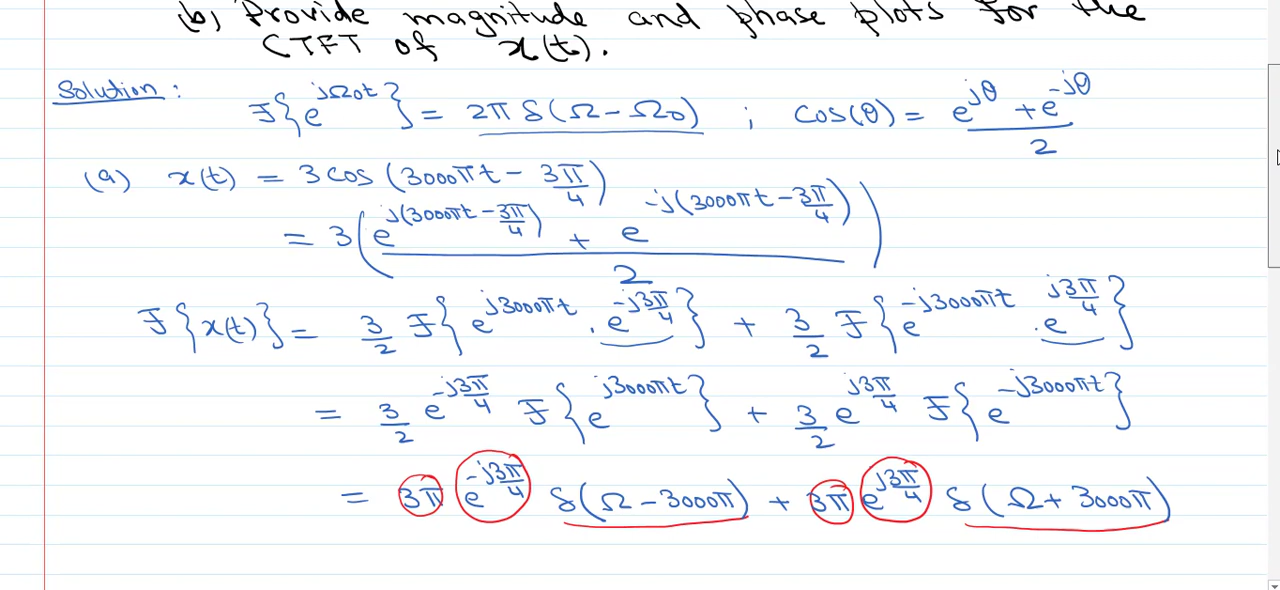 (b) Provide magnitude and phase plots for the
CTFT of x(t).
Solution:
F{e^{jΩ0t}} = 2π δ(Ω-Ω0) ; cos(θ) = (e^{jθ} + e^{-jθ})/2
(a) x(t) = 3cos(3000πt - 3π/4)
= 3((e^{j(3000πt - 3π/4)} + e^{-j(3000πt - 3π/4)})/2)
F{x(t)} = 3/2 F{e^{j3000πt} . e^{-j3π/4}} + 3/2 F{e^{-j3000πt} . e^{j3π/4}}
= 3/2 e^{-j3π/4} F{e^{j3000πt}} + 3/2 e^{j3π/4} F{e^{-j3000πt}}
= 3π e^{-j3π/4} δ(Ω - 3000π) + 3π e^{j3π/4} δ(Ω + 3000π)